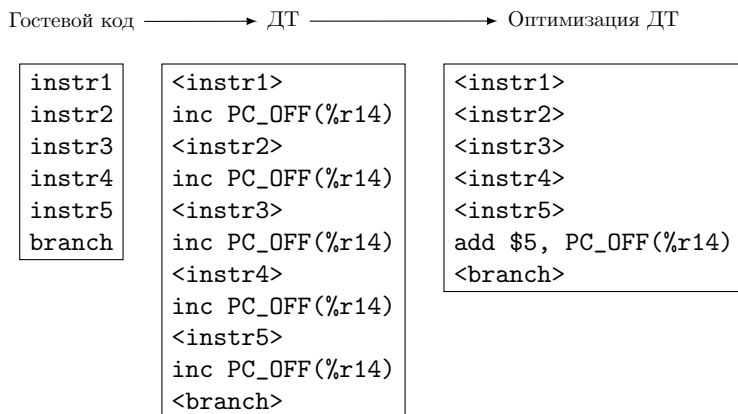 Гостевой код ДТ Оптимизация ДТ
instr1
instr2
instr3
instr4
instr5
branch
<instr1>
inc PC_OFF(%r14)
<instr2>
inc PC_OFF(%r14)
<instr3>
inc PC_OFF(%r14)
<instr4>
inc PC_OFF(%r14)
<instr5>
inc PC_OFF(%r14)
<branch>
<instr1>
<instr2>
<instr3>
<instr4>
<instr5>
add $5, PC_OFF(%r14)
<branch>